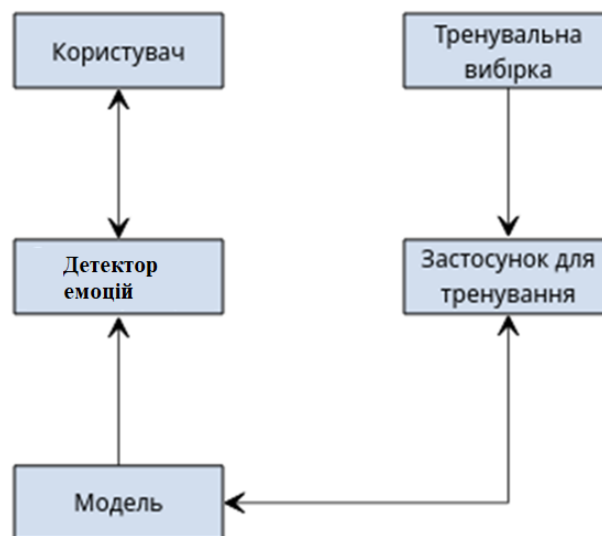 Користувач
Тренувальна
вибірка
Детектор
емоцій
Застосунок для
тренування
Модель